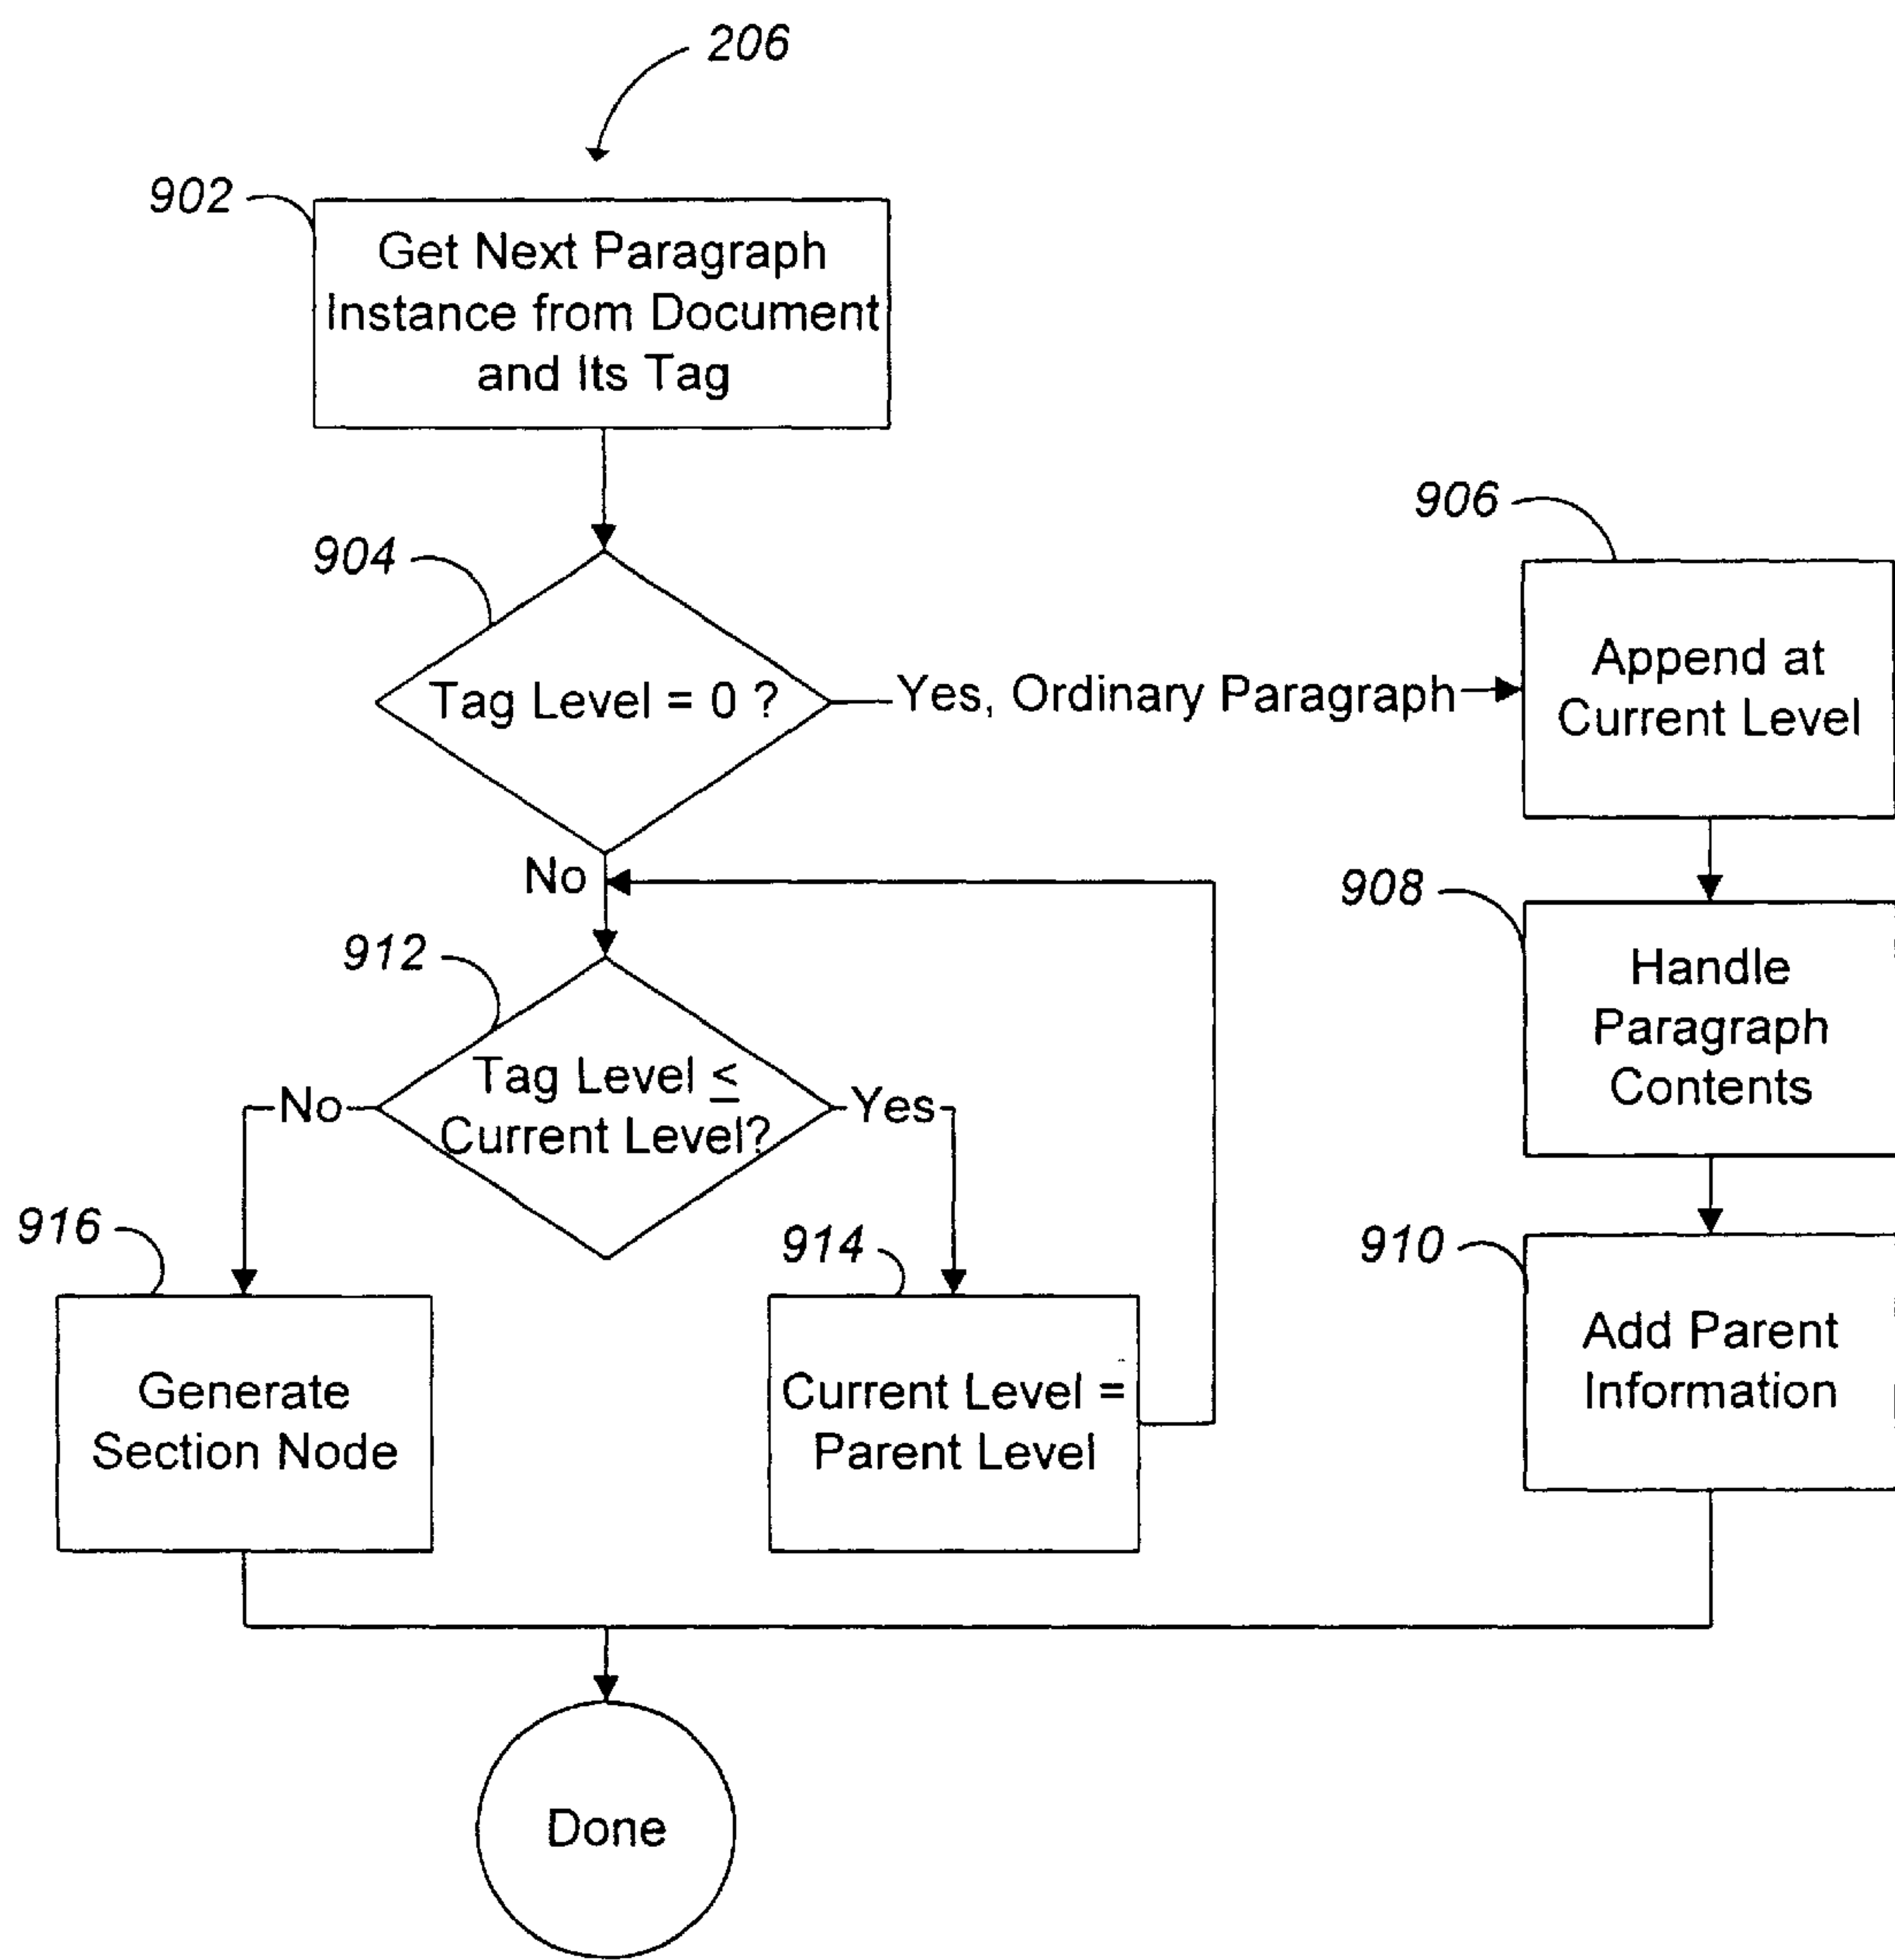 206
902
Get Next Paragraph
Instance from Document
and Its Tag
904
Tag Level = 0 ?
Yes, Ordinary Paragraph
906
Append at
Current Level
No
908
Handle
Paragraph
Contents
912
Tag Level ≤
Current Level?
No
Yes
916
Generate
Section Node
914
Current Level =
Parent Level
910
Add Parent
Information
Done